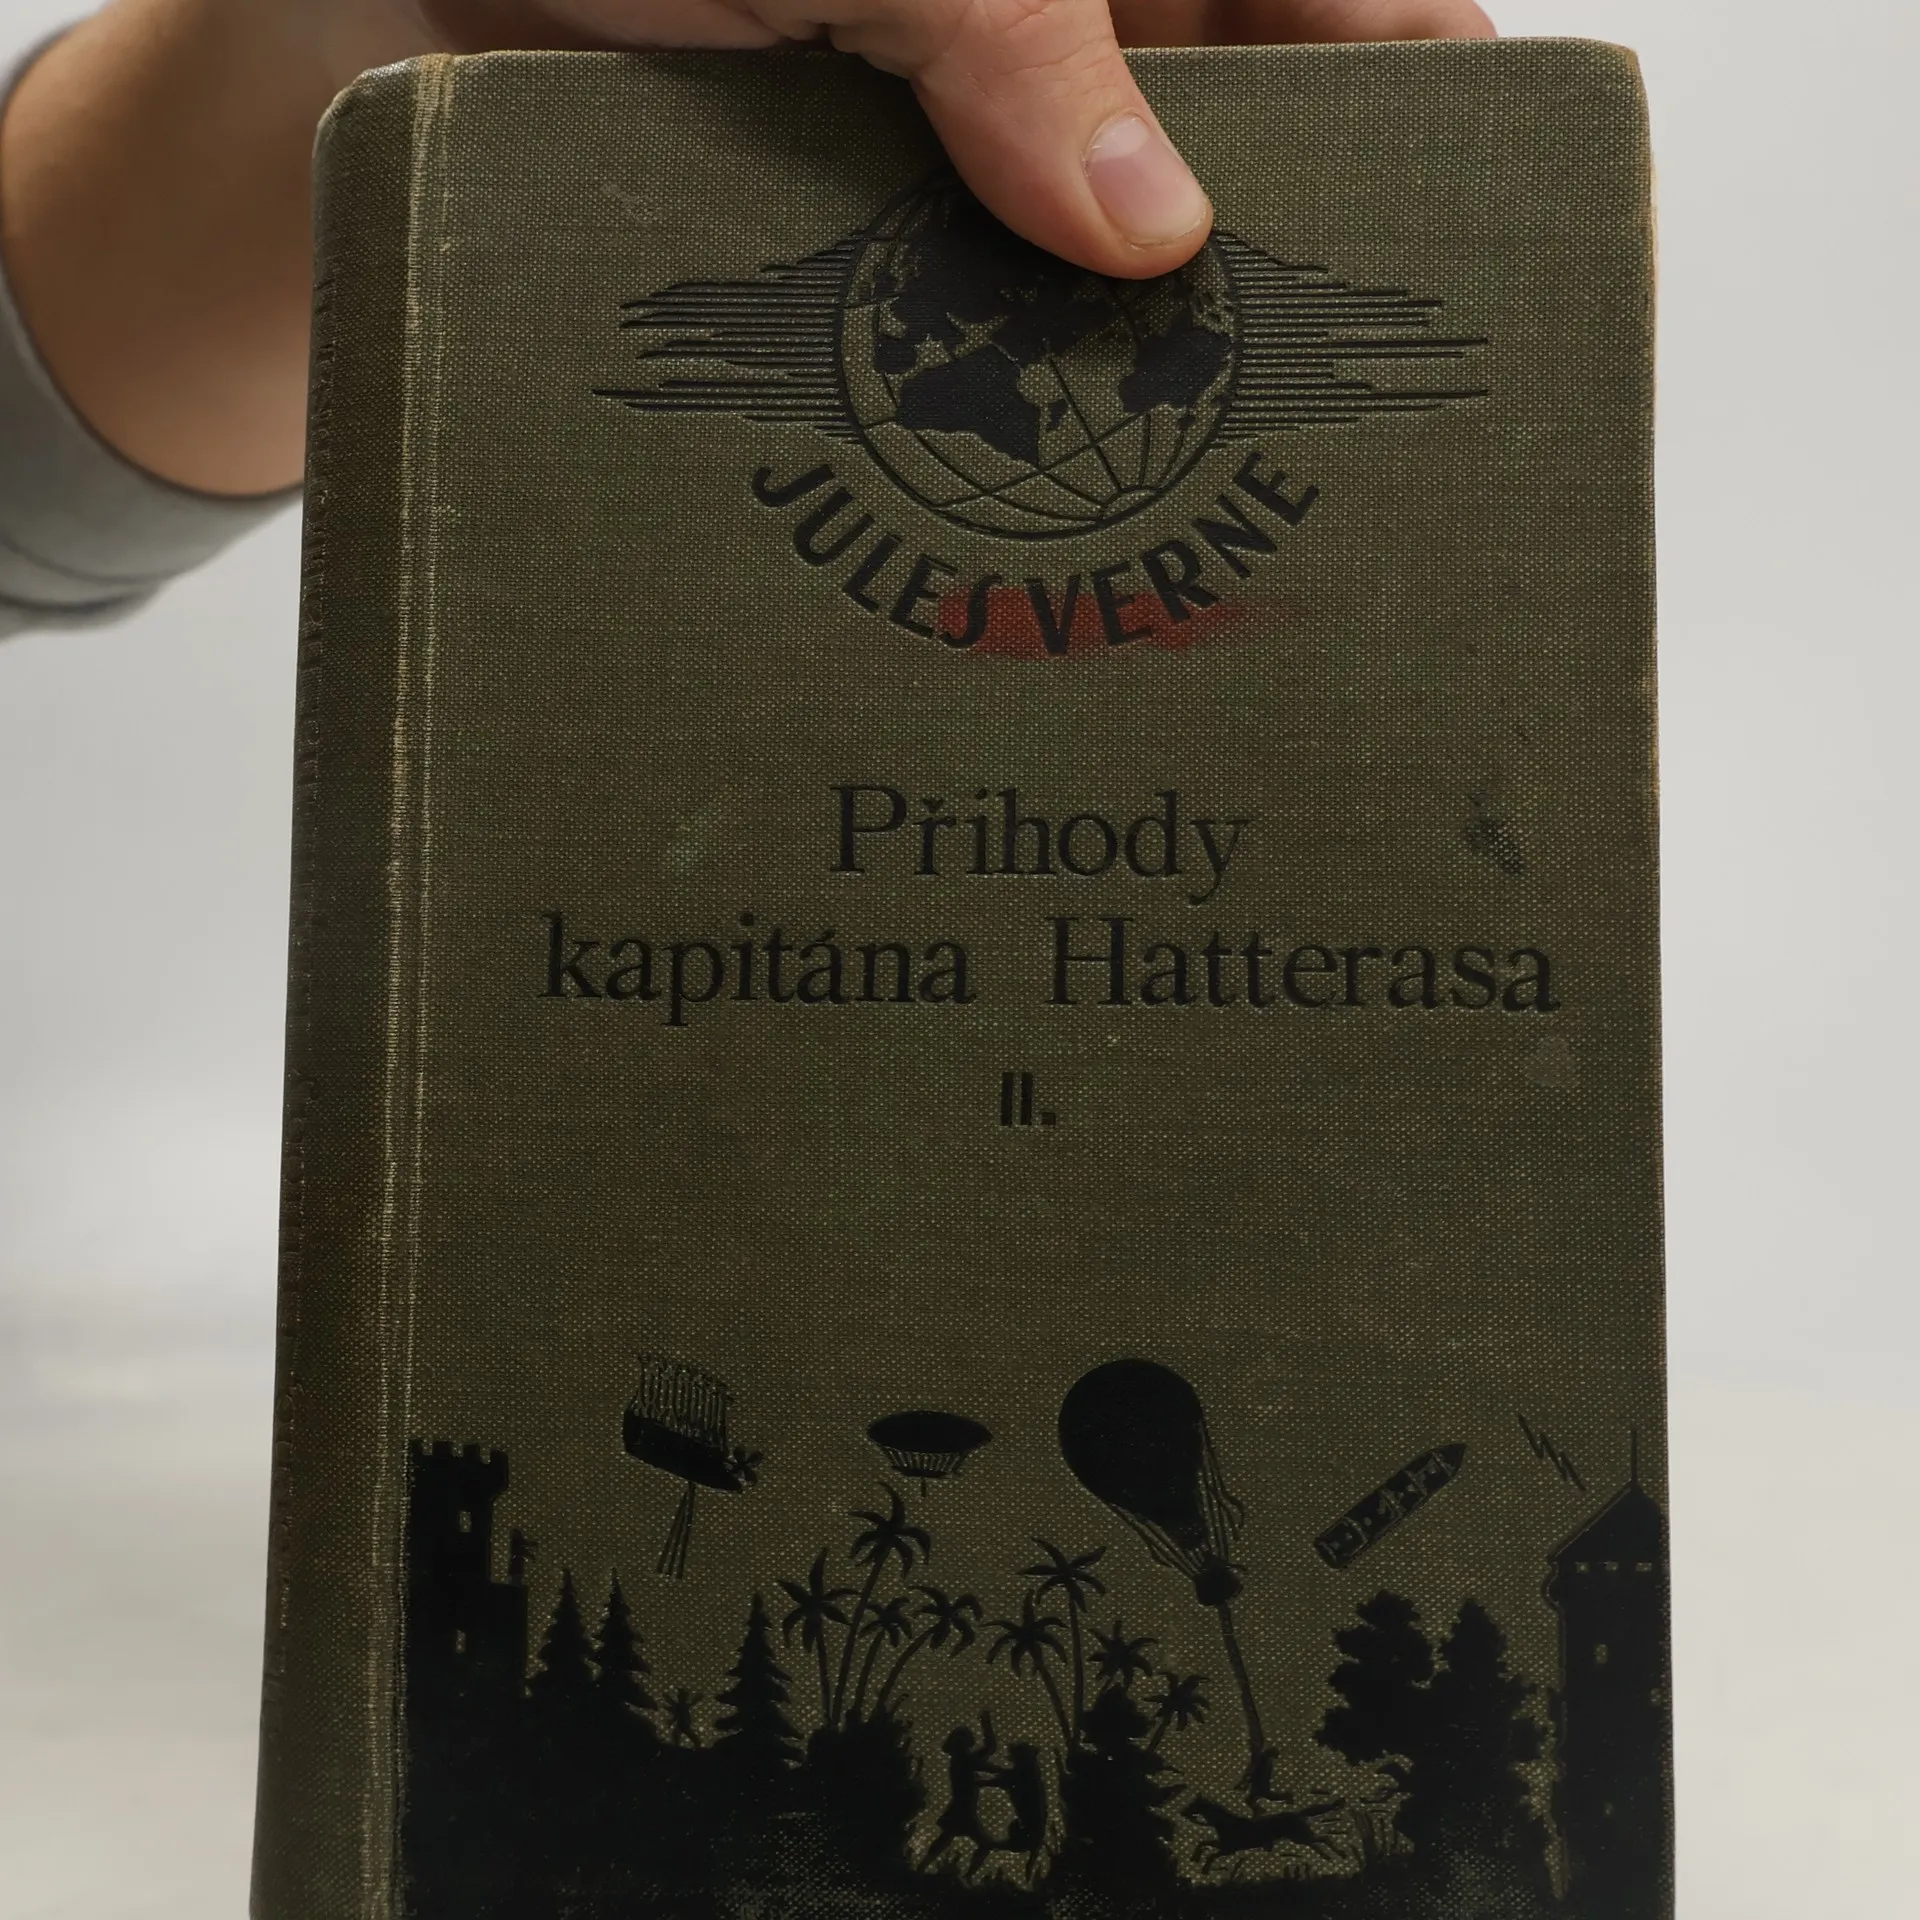 JULES VERNE
Přihody
kapitána Hatterasa
II.